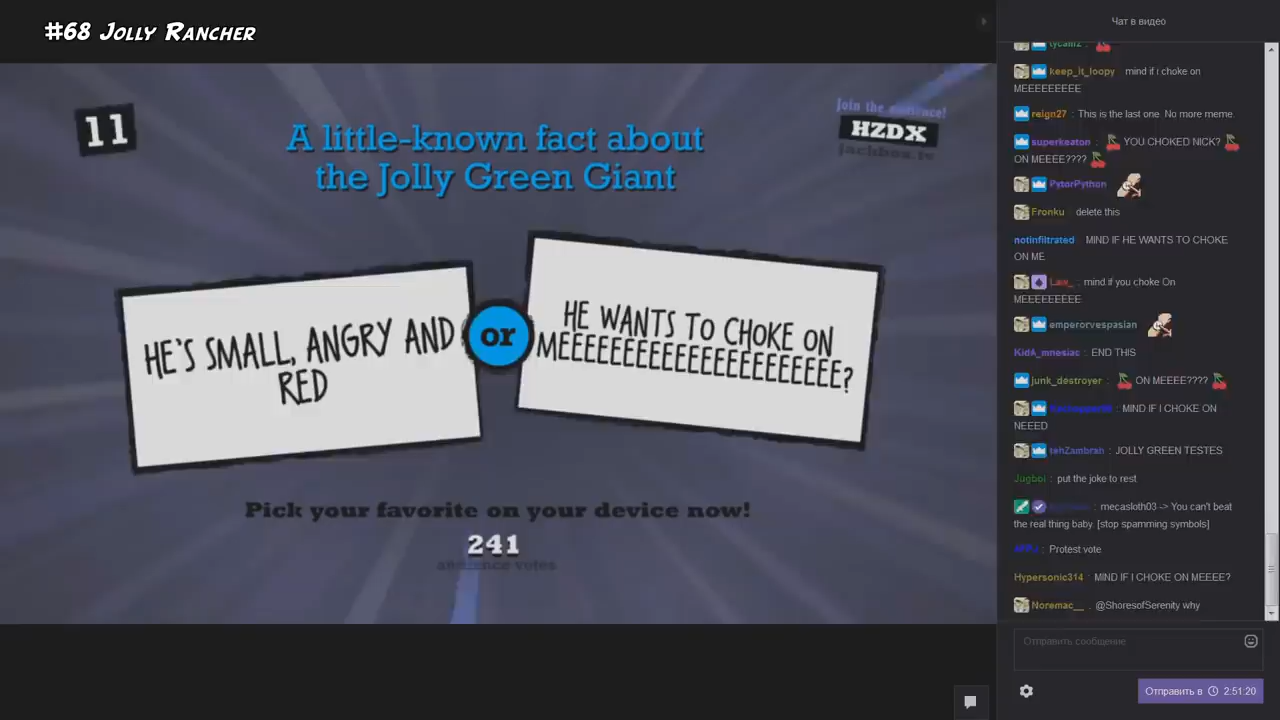 #68 Jolly Rancher
11
A little-known fact about
the Jolly Green Giant
Join the audience!
HZDX
jackbox.tv
HE'S SMALL, ANGRY AND
RED
or
HE WANTS TO CHOKE ON
MEEEEEEEEEEEEEEEEEEEEEE?
Pick your favorite on your device now!
241
audience votes
Чат в видео
keep_it_loopy mind if i choke on
MEEEEEEEEE
reign27 : This is the last one. No more meme.
superkeaton : YOU CHOKED NICK?
ON MEEEE????
PytorPython
Fronku delete this
notinfiltrated MIND IF HE WANTS TO CHOKE
ON ME
: mind if you choke On
MEEEEEEEEE
emperorvespasian
KidA_mnesiac : END THIS
junk_destroyer : ON MEEEE????
: MIND IF I CHOKE ON
NEEED
tehZambrah : JOLLY GREEN TESTES
Jugboi : put the joke to rest
: mecasloth03 -> You can't beat
the real thing baby. [stop spamming symbols]
: Protest vote
Hypersonic314 MIND IF I CHOKE ON MEEEE?
Noremac__ : @ShoresofSerenity why
Отправить сообщение
Отправить в 2:51:20